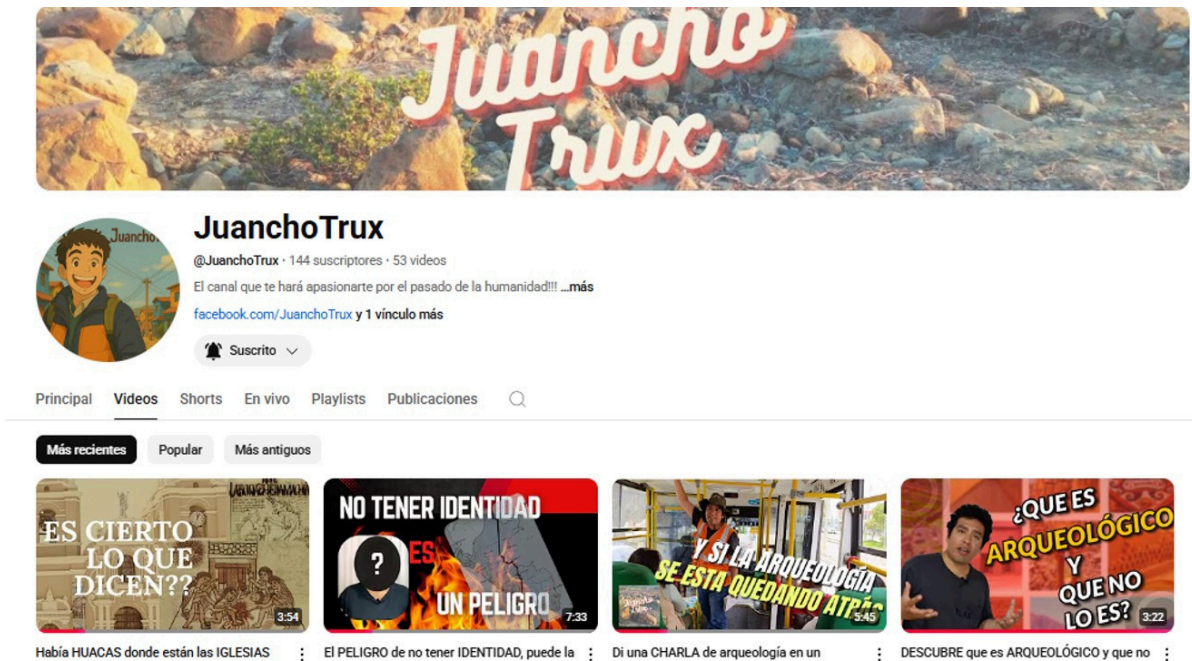 Juancho
Trux
Juancho
JuanchoTrux
@JuanchoTrux · 144 suscriptores · 53 videos
El canal que te hará apasionarte por el pasado de la humanidad!!! ...más
facebook.com/JuanchoTrux y 1 vínculo más
Suscrito
Principal Videos Shorts En vivo Playlists Publicaciones
Más recientes Popular Más antiguos
ES CIERTO
LO QUE
DICEN??
3:54
NO TENER IDENTIDAD
?
ES
UN PELIGRO
7:33
Y SI LA ARQUEOLOGÍA
SE ESTA QUEDANDO ATRÁS
5:45
¿QUE ES
ARQUEOLÓGICO
Y
QUE NO
LO ES?
3:22
Había HUACAS donde están las IGLESIAS
El PELIGRO de no tener IDENTIDAD, puede la
Di una CHARLA de arqueología en un
DESCUBRE que es ARQUEOLÓGICO y que no